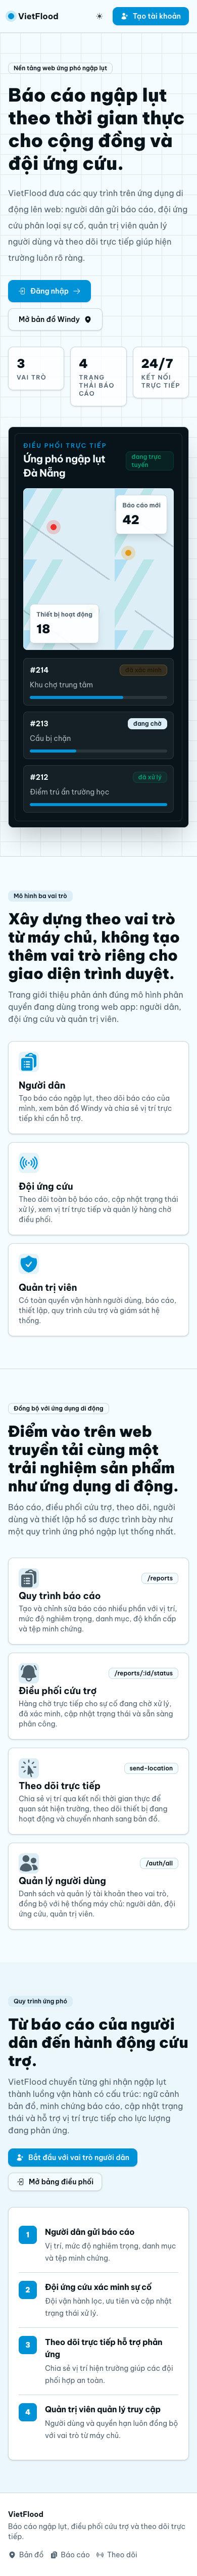 VietFlood
Tạo tài khoản
Nền tảng web ứng phó ngập lụt
Báo cáo ngập lụt
theo thời gian thực
cho cộng đồng và
đội ứng cứu.
VietFlood đưa các quy trình trên ứng dụng di
động lên web: người dân gửi báo cáo, đội ứng
cứu phân loại sự cố, quản trị viên quản lý
người dùng và theo dõi trực tiếp giúp hiện
trường luôn rõ ràng.
Đăng nhập
Mở bản đồ Windy
3
VAI TRÒ
4
TRẠNG
THÁI BÁO
CÁO
24/7
KẾT NỐI
TRỰC TIẾP
ĐIỀU PHỐI TRỰC TIẾP
Ứng phó ngập lụt
Đà Nẵng
đang trực
tuyến
Báo cáo mới
42
Thiết bị hoạt động
18
#214
đã xác minh
Khu chợ trung tâm
#213
đang chờ
Cầu bị chặn
#212
đã xử lý
Điểm trú ẩn trường học
Mô hình ba vai trò
Xây dựng theo vai trò
từ máy chủ, không tạo
thêm vai trò riêng cho
giao diện trình duyệt.
Trang giới thiệu phản ánh đúng mô hình phân
quyền đang dùng trong web app: người dân,
đội ứng cứu và quản trị viên.
Người dân
Tạo báo cáo ngập lụt, theo dõi báo cáo của
mình, xem bản đồ Windy và chia sẻ vị trí trực
tiếp khi cần hỗ trợ.
Đội ứng cứu
Theo dõi toàn bộ báo cáo, cập nhật trạng thái
xử lý, xem vị trí trực tiếp và quản lý hàng chờ
điều phối.
Quản trị viên
Có toàn quyền vận hành người dùng, báo cáo,
thiết lập, quy trình cứu trợ và giám sát hệ
thống.
Đồng bộ với ứng dụng di động
Điểm vào trên web
truyền tải cùng một
trải nghiệm sản phẩm
như ứng dụng di động.
Báo cáo, điều phối cứu trợ, theo dõi, người
dùng và thiết lập hồ sơ được trình bày như
một quy trình ứng phó ngập lụt thống nhất.
/reports
Quy trình báo cáo
Tạo và chỉnh sửa báo cáo nhiều phần với vị trí,
mức độ nghiêm trọng, danh mục, độ khẩn cấp
và tệp minh chứng.
/reports/:id/status
Điều phối cứu trợ
Hàng chờ trực tiếp cho sự cố đang chờ xử lý,
đã xác minh, cập nhật trạng thái và sẵn sàng
phân công.
send-location
Theo dõi trực tiếp
Chia sẻ vị trí qua kết nối thời gian thực để
quan sát hiện trường, theo dõi thiết bị đang
hoạt động và chuyển nhanh sang bản đồ.
/auth/all
Quản lý người dùng
Danh sách và quản lý tài khoản theo vai trò,
đồng bộ với hệ thống máy chủ: người dân, đội
ứng cứu, quản trị viên.
Quy trình ứng phó
Từ báo cáo của người
dân đến hành động cứu
trợ.
VietFlood chuyển từng ghi nhận ngập lụt
thành luồng vận hành có cấu trúc: ngữ cảnh
bản đồ, minh chứng báo cáo, cập nhật trạng
thái và hỗ trợ vị trí trực tiếp cho lực lượng
đang phản ứng.
Bắt đầu với vai trò người dân
Mở bảng điều phối
1
Người dân gửi báo cáo
Vị trí, mức độ nghiêm trọng, danh mục
và tệp minh chứng.
2
Đội ứng cứu xác minh sự cố
Đội vận hành lọc, ưu tiên và cập nhật
trạng thái xử lý.
3
Theo dõi trực tiếp hỗ trợ phản
ứng
Chia sẻ vị trí hiện trường giúp các đội
phối hợp an toàn.
4
Quản trị viên quản lý truy cập
Người dùng và quyền hạn luôn đồng bộ
với vai trò từ máy chủ.
VietFlood
Báo cáo ngập lụt, điều phối cứu trợ và theo dõi trực
tiếp.
Bản đồ
Báo cáo
Theo dõi